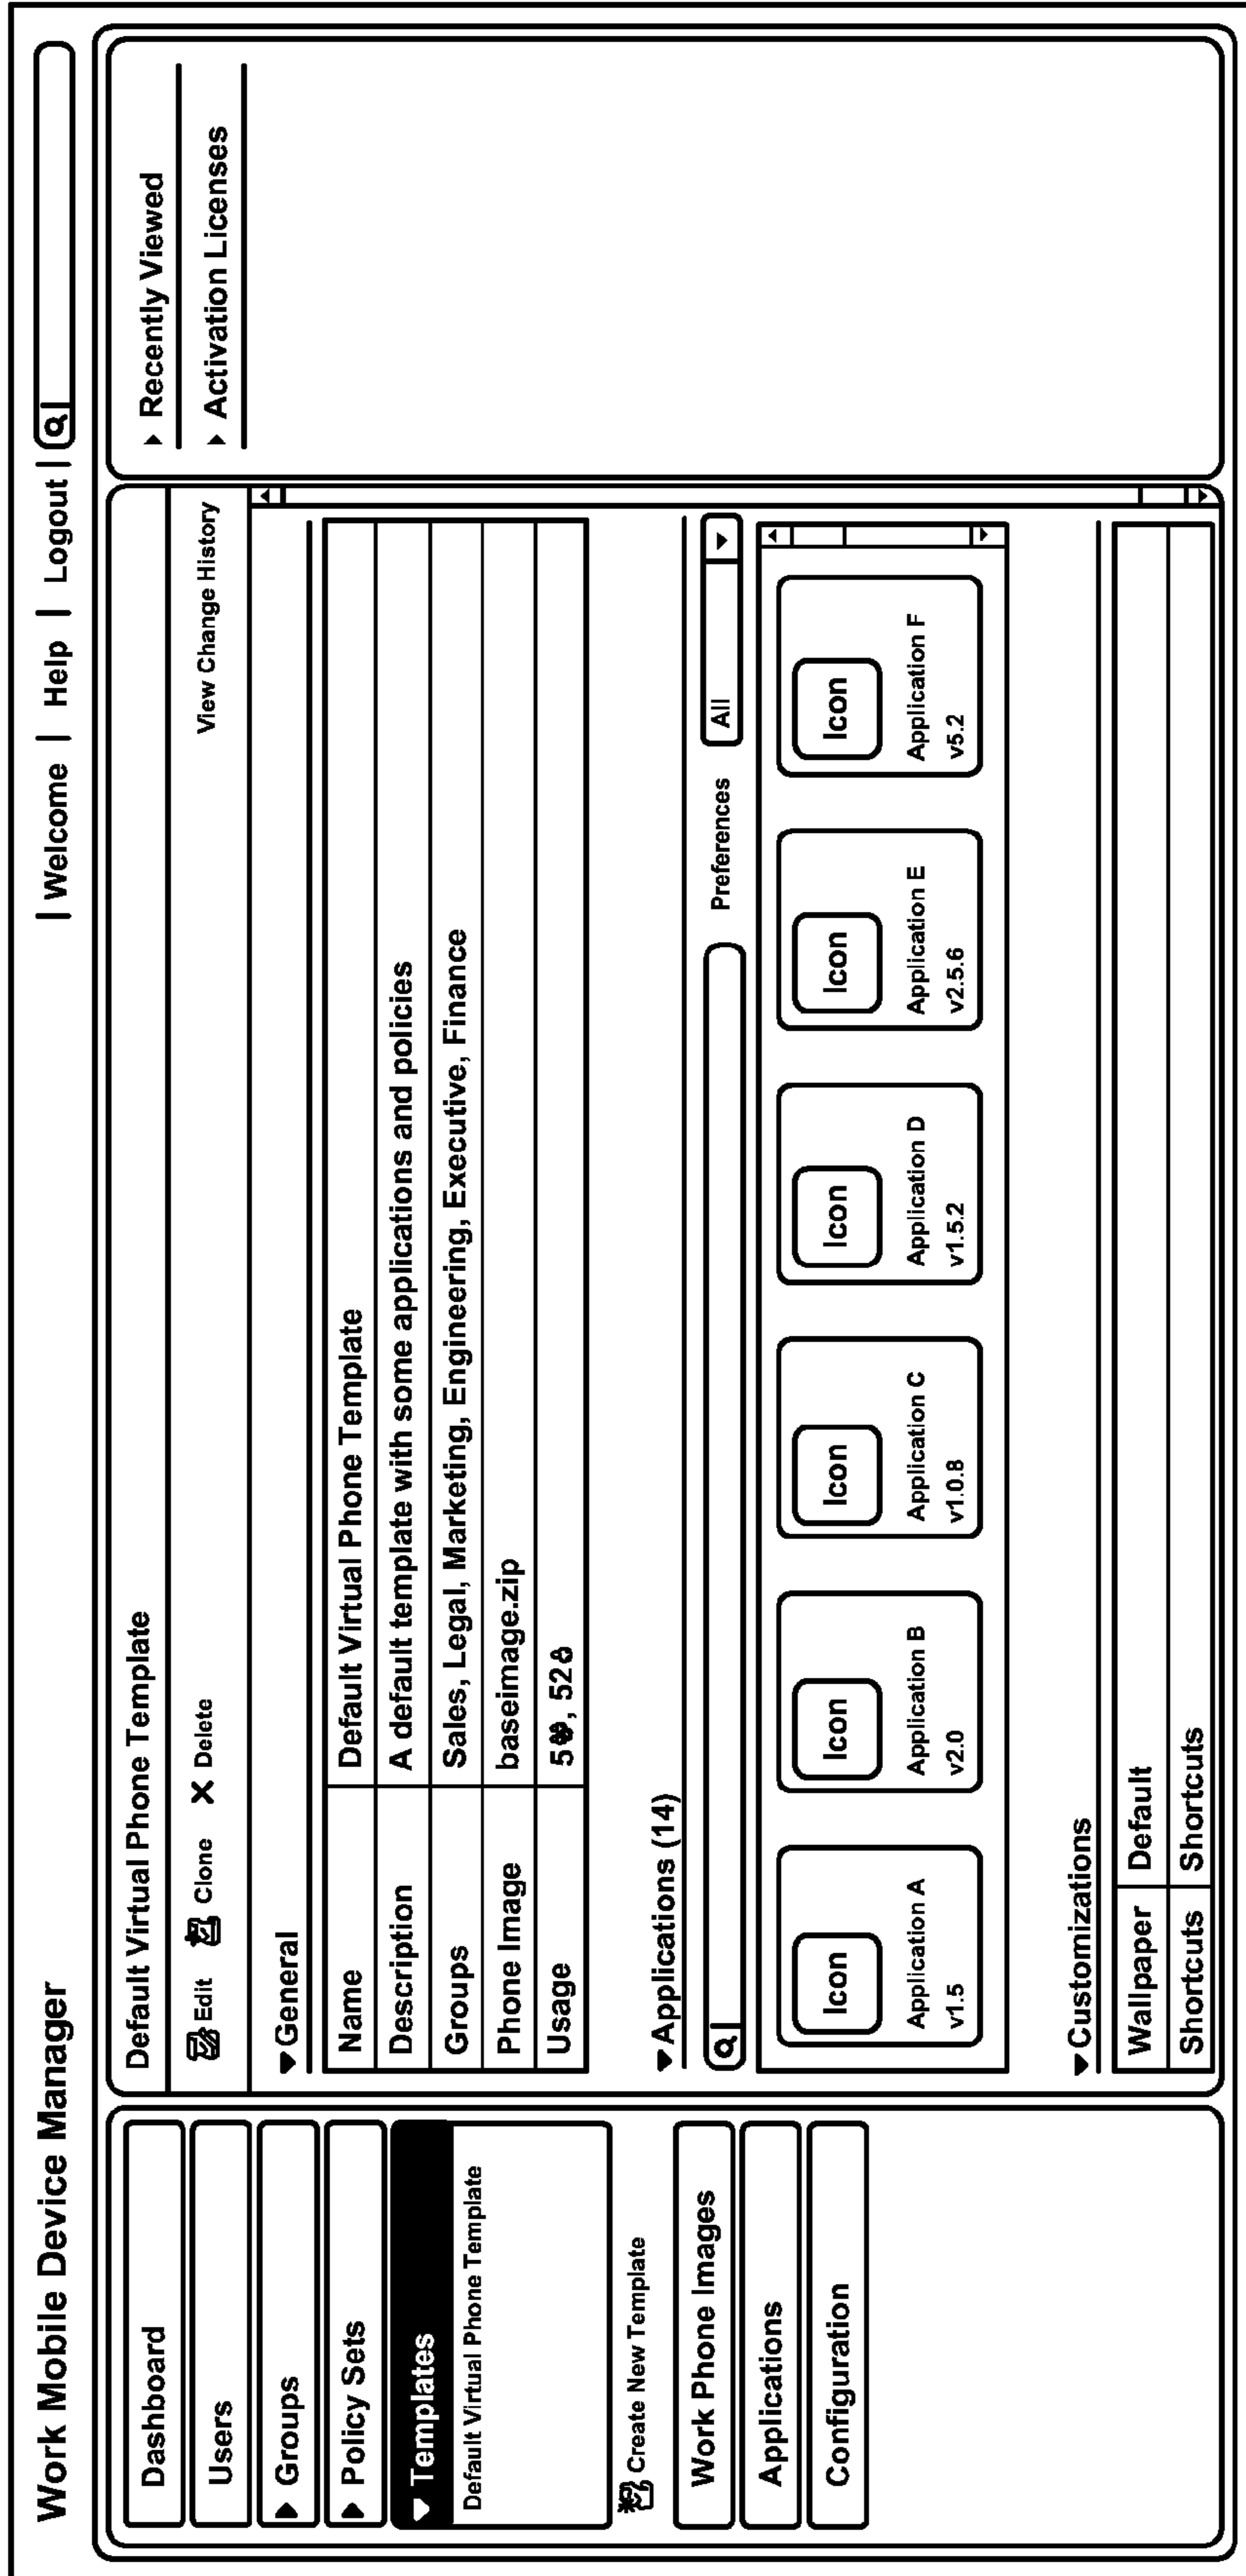 Work Mobile Device Manager
| Welcome | Help | Logout |
Dashboard
Users
Groups
Policy Sets
Templates
Default Virtual Phone Template
Create New Template
Work Phone Images
Applications
Configuration
Default Virtual Phone Template
Edit Clone Delete View Change History
General
Name Default Virtual Phone Template
Description A default template with some applications and policies
Groups Sales, Legal, Marketing, Engineering, Executive, Finance
Phone Image baseimage.zip
Usage 5, 52
Applications (14)
Preferences All
Icon Icon Icon Icon Icon Icon
Application A Application B Application C Application D Application E Application F
v1.5 v2.0 v1.0.8 v1.5.2 v2.5.6 v5.2
Customizations
Wallpaper Default
Shortcuts Shortcuts
Recently Viewed
Activation Licenses